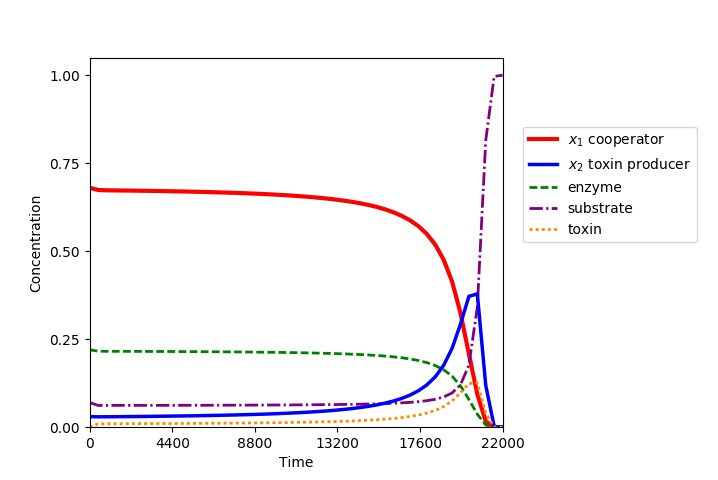 1.00
0.75
0.50
0.25
0.00
Concentration
0
4400
8800
13200
17600
22000
Time
x₁ cooperator
x₂ toxin producer
enzyme
substrate
toxin